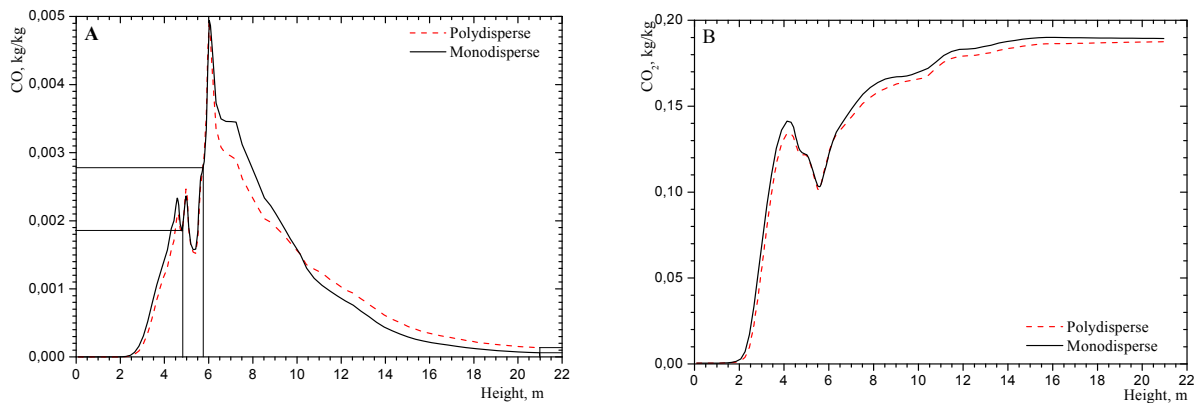 A
CO, kg/kg
0,005
0,004
0,003
0,002
0,001
0,000
Polydisperse
Monodisperse
0 2 4 6 8 10 12 14 16 18 20 22
Height, m
B
CO2, kg/kg
0,20
0,15
0,10
0,05
0,00
Polydisperse
Monodisperse
0 2 4 6 8 10 12 14 16 18 20 22
Height, m